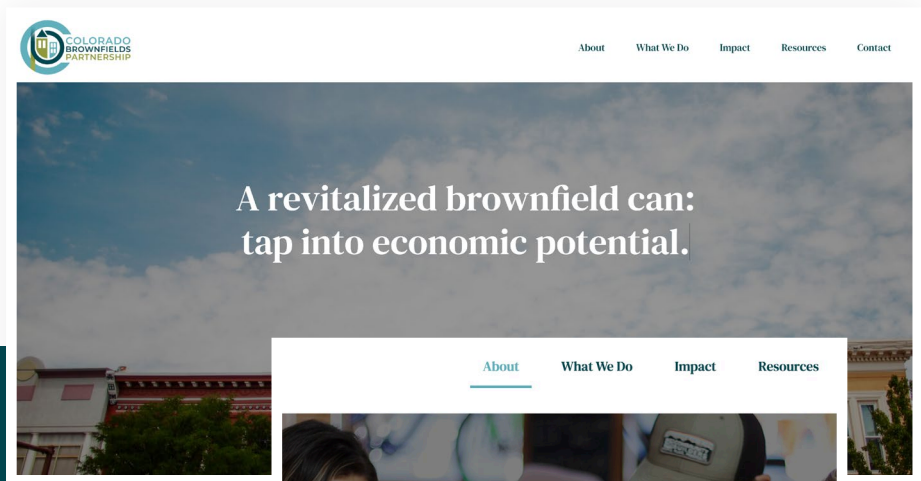 COLORADO
BROWNFIELDS
PARTNERSHIP
About What We Do Impact Resources Contact
A revitalized brownfield can:
tap into economic potential.
About What We Do Impact Resources